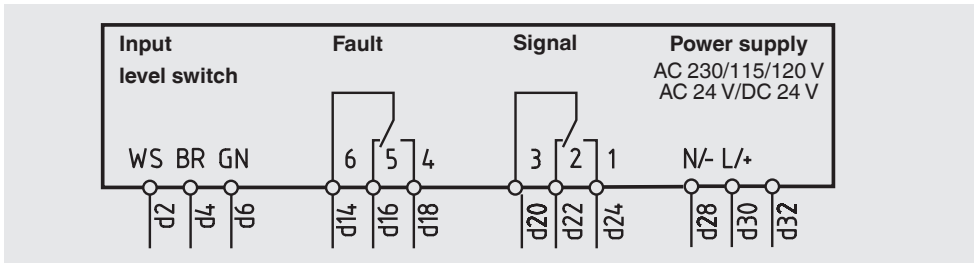 Input
level switch
Fault
Signal
Power supply
AC 230/115/120 V
AC 24 V/DC 24 V
WS BR GN
6 5 4
3 2 1
N/- L/+
d2 d4 d6
d14 d16 d18
d20 d22 d24
d28 d30 d32